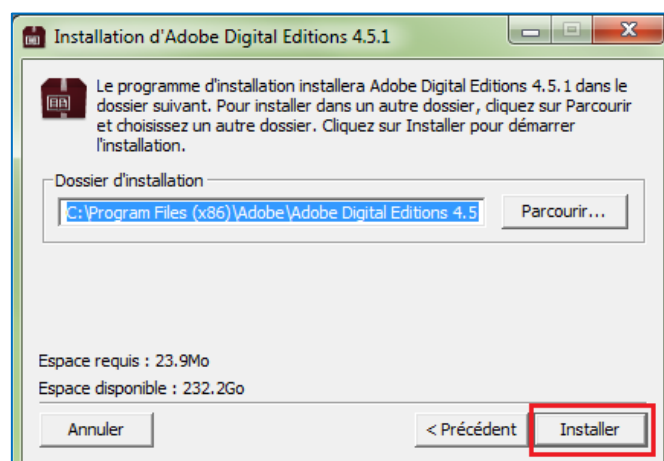 Installation d'Adobe Digital Editions 4.5.1
Le programme d'installation installera Adobe Digital Editions 4.5.1 dans le
dossier suivant. Pour installer dans un autre dossier, cliquez sur Parcourir
et choisissez un autre dossier. Cliquez sur Installer pour démarrer
l'installation.
Dossier d'installation
C:\Program Files (x86)\Adobe\Adobe Digital Editions 4.5
Parcourir...
Espace requis : 23.9Mo
Espace disponible : 232.2Go
Annuler
< Précédent
Installer